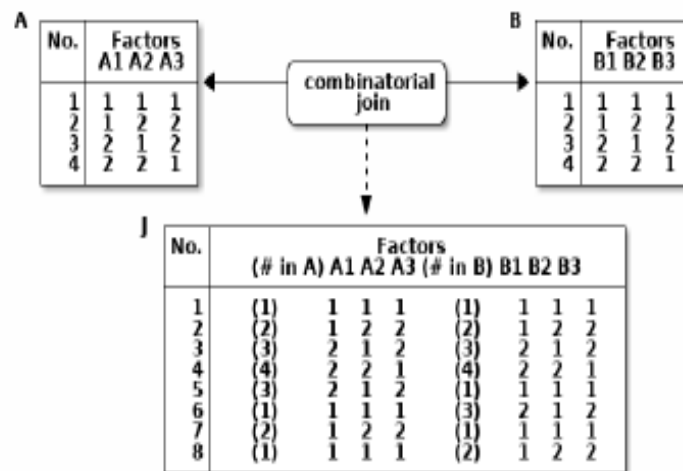 A
No. Factors
A1 A2 A3
1 1 1 1
2 1 2 2
3 2 1 2
4 2 2 1
combinatorial
join
B
No. Factors
B1 B2 B3
1 1 1 1
2 1 2 2
3 2 1 2
4 2 2 1
J
No. Factors
(# in A) A1 A2 A3 (# in B) B1 B2 B3
1 (1) 1 1 1 (1) 1 1 1
2 (2) 1 2 2 (2) 1 2 2
3 (3) 2 1 2 (3) 2 1 2
4 (4) 2 2 1 (4) 2 2 1
5 (3) 2 1 2 (1) 1 1 1
6 (1) 1 1 1 (3) 2 1 2
7 (2) 1 2 2 (1) 1 1 1
8 (1) 1 1 1 (2) 1 2 2